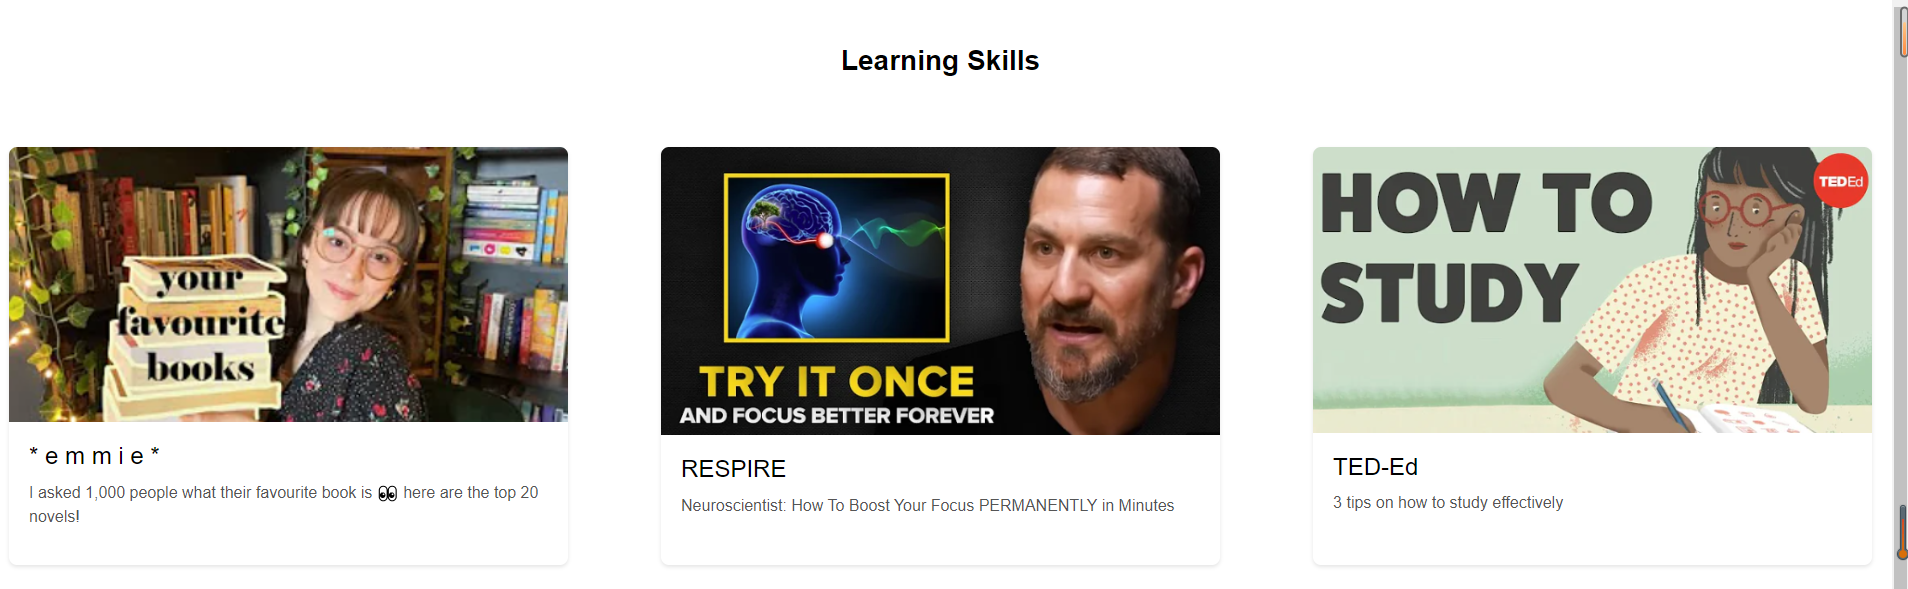 Learning Skills
your
favourite
books
* e m m i e *
I asked 1,000 people what their favourite book is 👀 here are the top 20
novels!
TRY IT ONCE
AND FOCUS BETTER FOREVER
RESPIRE
Neuroscientist: How To Boost Your Focus PERMANENTLY in Minutes
HOW TO
STUDY
TEDEd
TED-Ed
3 tips on how to study effectively